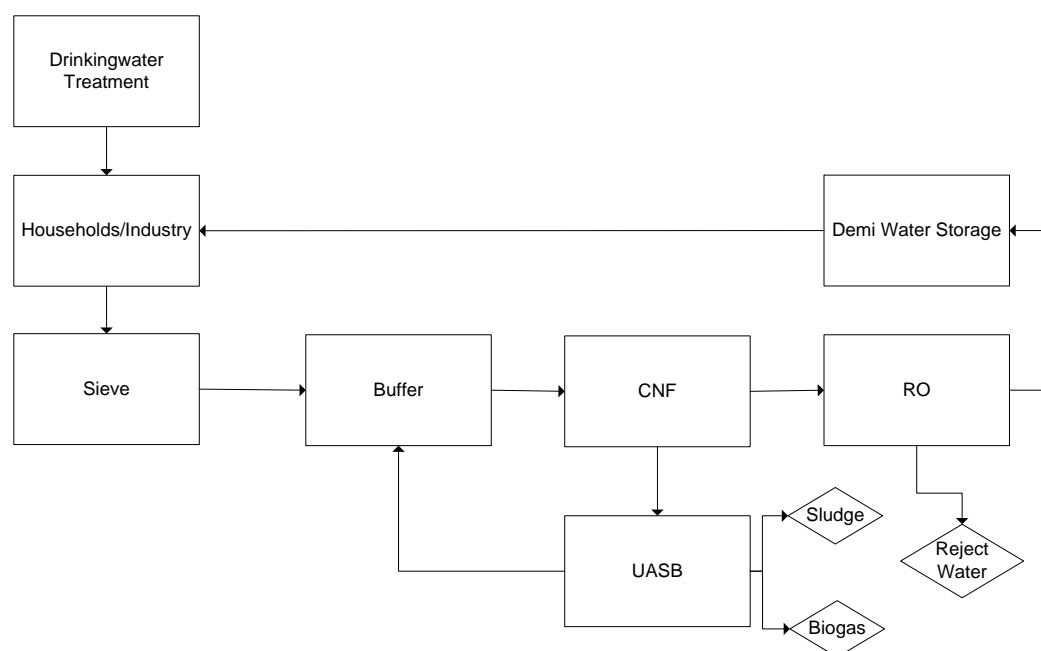 Drinkingwater
Treatment
Households/Industry
Demi Water Storage
Sieve
Buffer
CNF
RO
Sludge
Reject
Water
UASB
Biogas